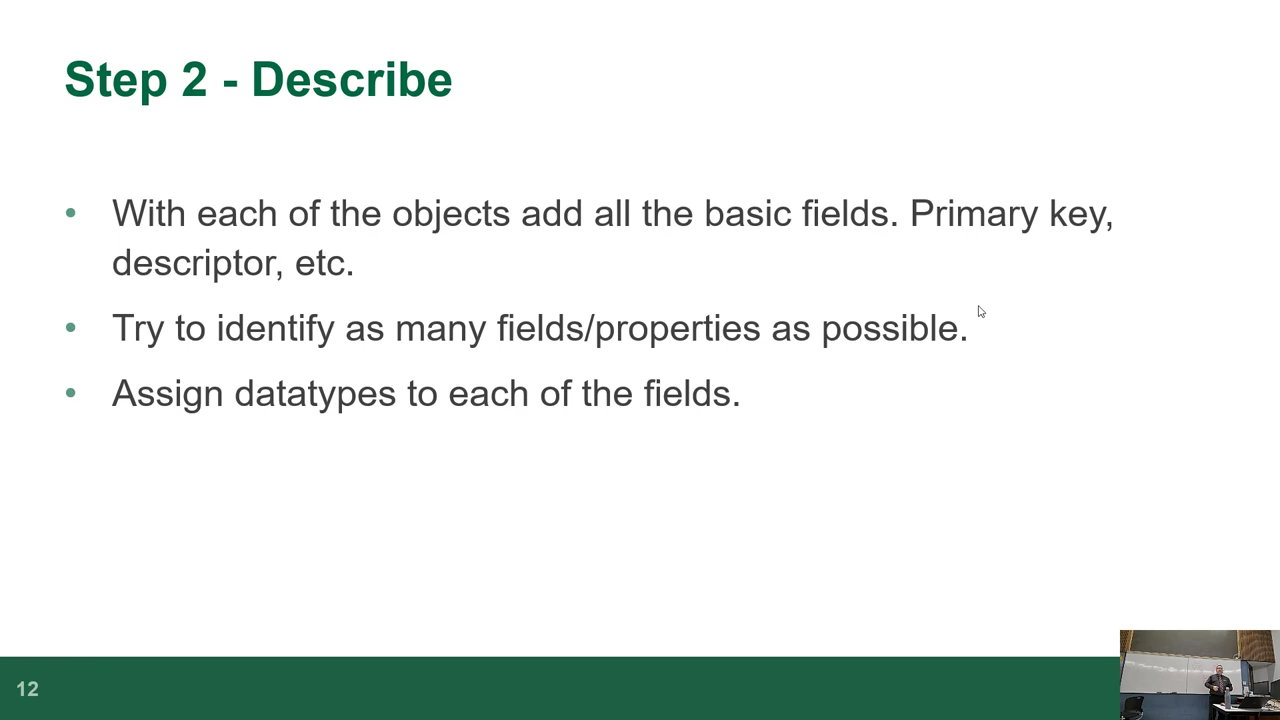 Step 2 - Describe
• With each of the objects add all the basic fields. Primary key,
descriptor, etc.
• Try to identify as many fields/properties as possible.
• Assign datatypes to each of the fields.
12